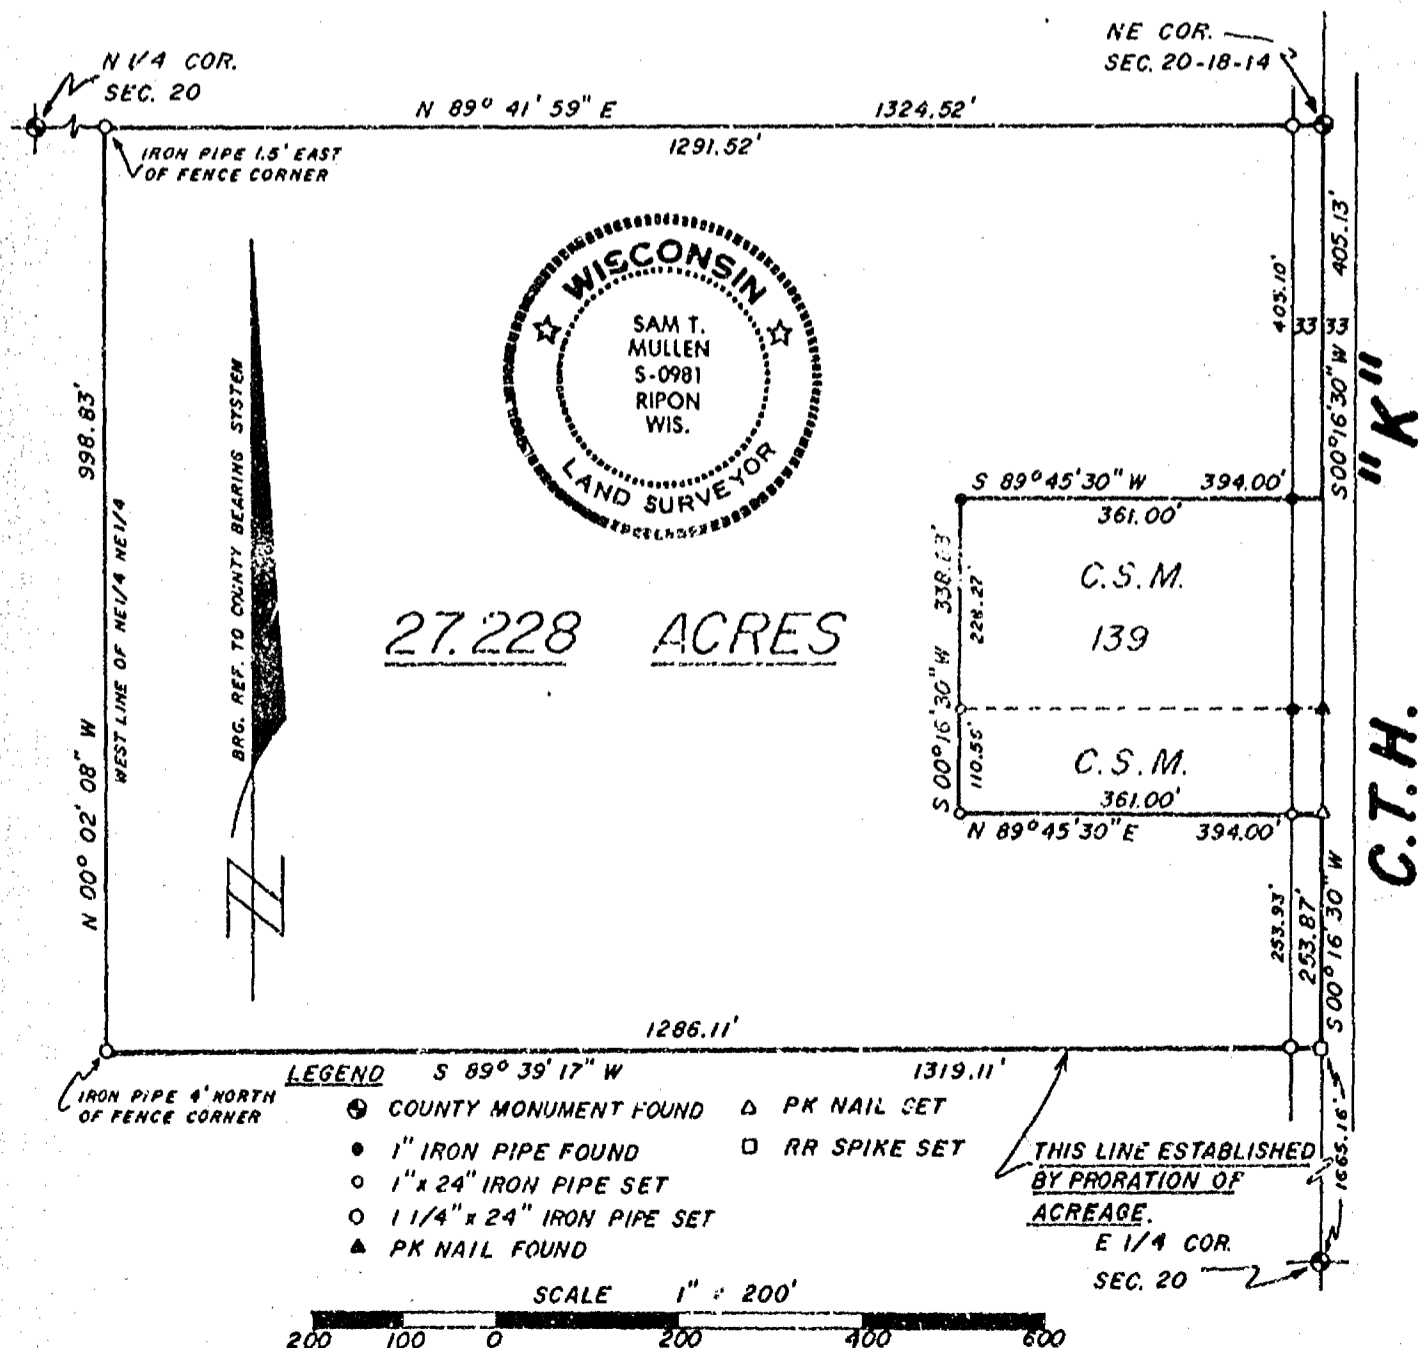 N 1/4 COR.
SEC. 20
NE COR.
SEC. 20-18-14
N 89° 41' 59" E 1324.52'
1291.52'
IRON PIPE 1.5' EAST
OF FENCE CORNER
WISCONSIN
SAM T.
MULLEN
S-0981
RIPON
WIS.
LAND SURVEYOR
998.83'
N 00° 02' 08" W
WEST LINE OF NE1/4 NE1/4
BRG. REF. TO COUNTY BEARING SYSTEM
N
27.228 ACRES
405.10'
33 33
405.13'
S 00° 16' 30" W
C.T.H. "K"
S 89° 45' 30" W 394.00'
361.00'
S 00° 16' 30" W
228.27'
110.56'
C.S.M.
139
C.S.M.
361.00'
N 89° 45' 30" E 394.00'
253.93'
253.87'
S 00° 16' 30" W
1286.11'
S 89° 39' 17" W 1319.11'
IRON PIPE 4' NORTH
OF FENCE CORNER
LEGEND
COUNTY MONUMENT FOUND
1" IRON PIPE FOUND
1" x 24" IRON PIPE SET
1 1/4" x 24" IRON PIPE SET
PK NAIL FOUND
PK NAIL SET
RR SPIKE SET
THIS LINE ESTABLISHED
BY PRORATION OF
ACREAGE.
1665.16'
E 1/4 COR.
SEC. 20
SCALE 1" = 200'
200 100 0 200 400 600